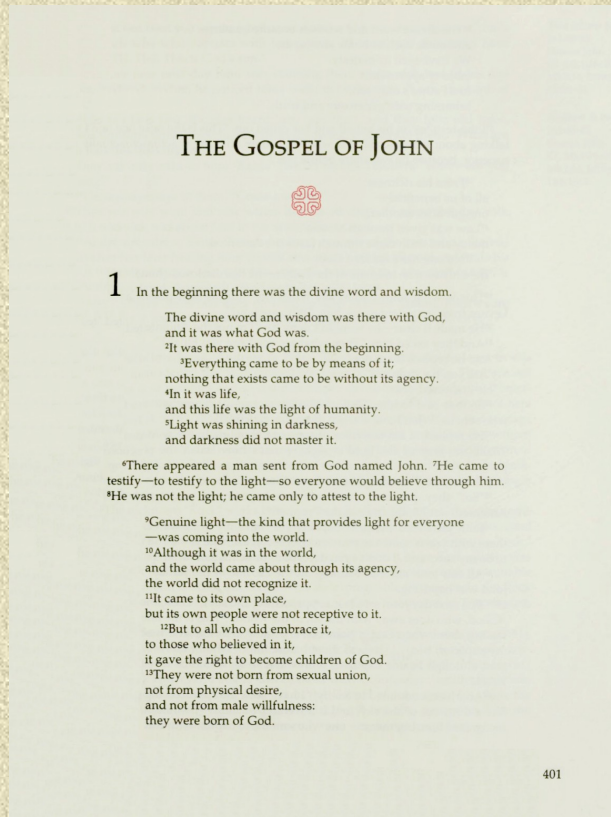 THE GOSPEL OF JOHN
1 In the beginning there was the divine word and wisdom.
The divine word and wisdom was there with God,
and it was what God was.
²It was there with God from the beginning.
³Everything came to be by means of it;
nothing that exists came to be without its agency.
⁴In it was life,
and this life was the light of humanity.
⁵Light was shining in darkness,
and darkness did not master it.
⁶There appeared a man sent from God named John. ⁷He came to
testify—to testify to the light—so everyone would believe through him.
⁸He was not the light; he came only to attest to the light.
⁹Genuine light—the kind that provides light for everyone
—was coming into the world.
¹⁰Although it was in the world,
and the world came about through its agency,
the world did not recognize it.
¹¹It came to its own place,
but its own people were not receptive to it.
¹²But to all who did embrace it,
to those who believed in it,
it gave the right to become children of God.
¹³They were not born from sexual union,
not from physical desire,
and not from male willfulness:
they were born of God.
401